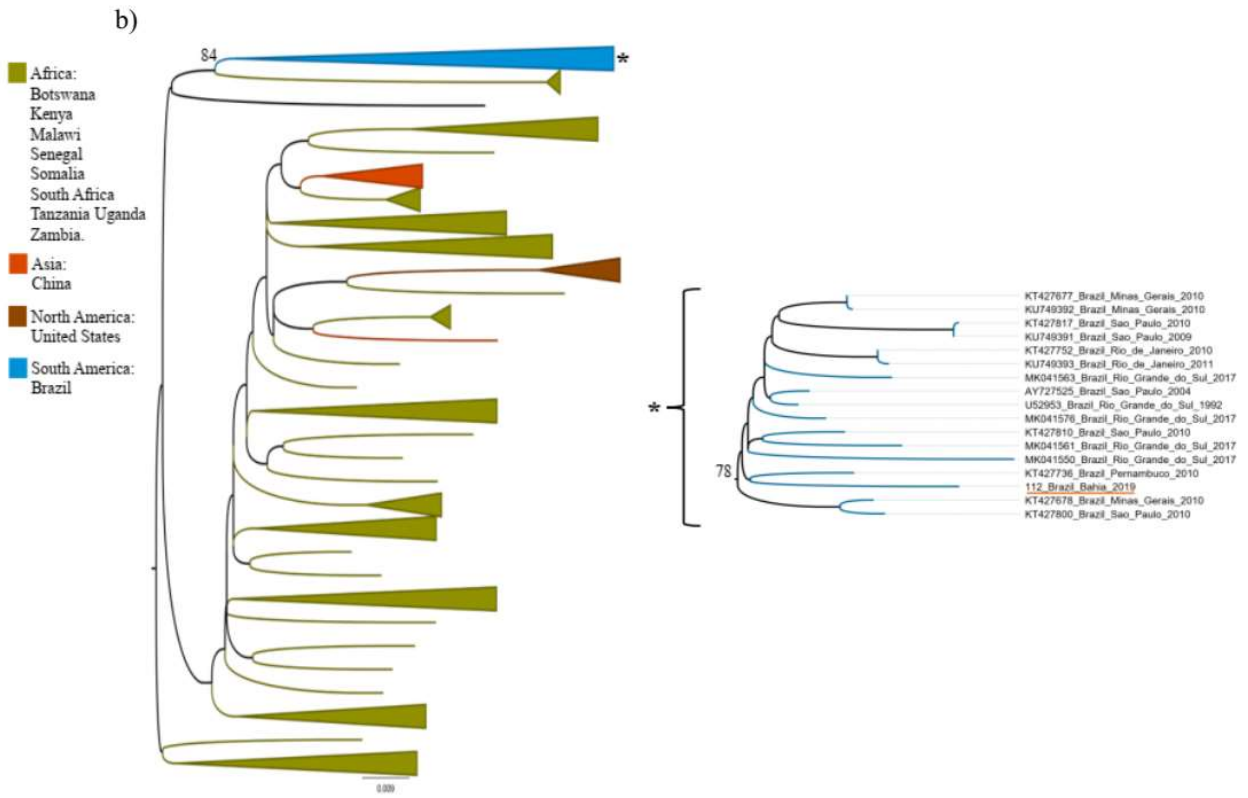 b)
84
*
Africa:
Botswana
Kenya
Malawi
Senegal
Somalia
South Africa
Tanzania Uganda
Zambia.
Asia:
China
North America:
United States
South America:
Brazil
*
78
KT427677_Brazil_Minas_Gerais_2010
KU749392_Brazil_Minas_Gerais_2010
KT427817_Brazil_Sao_Paulo_2010
KU749391_Brazil_Sao_Paulo_2009
KT427752_Brazil_Rio_de_Janeiro_2010
KU749393_Brazil_Rio_de_Janeiro_2011
MK041563_Brazil_Rio_Grande_do_Sul_2017
AY727525_Brazil_Sao_Paulo_2004
U52953_Brazil_Rio_Grande_do_Sul_1992
MK041576_Brazil_Rio_Grande_do_Sul_2017
KT427810_Brazil_Sao_Paulo_2010
MK041561_Brazil_Rio_Grande_do_Sul_2017
MK041550_Brazil_Rio_Grande_do_Sul_2017
KT427736_Brazil_Pernambuco_2010
112_Brazil_Bahia_2019
KT427678_Brazil_Minas_Gerais_2010
KT427800_Brazil_Sao_Paulo_2010
0.009